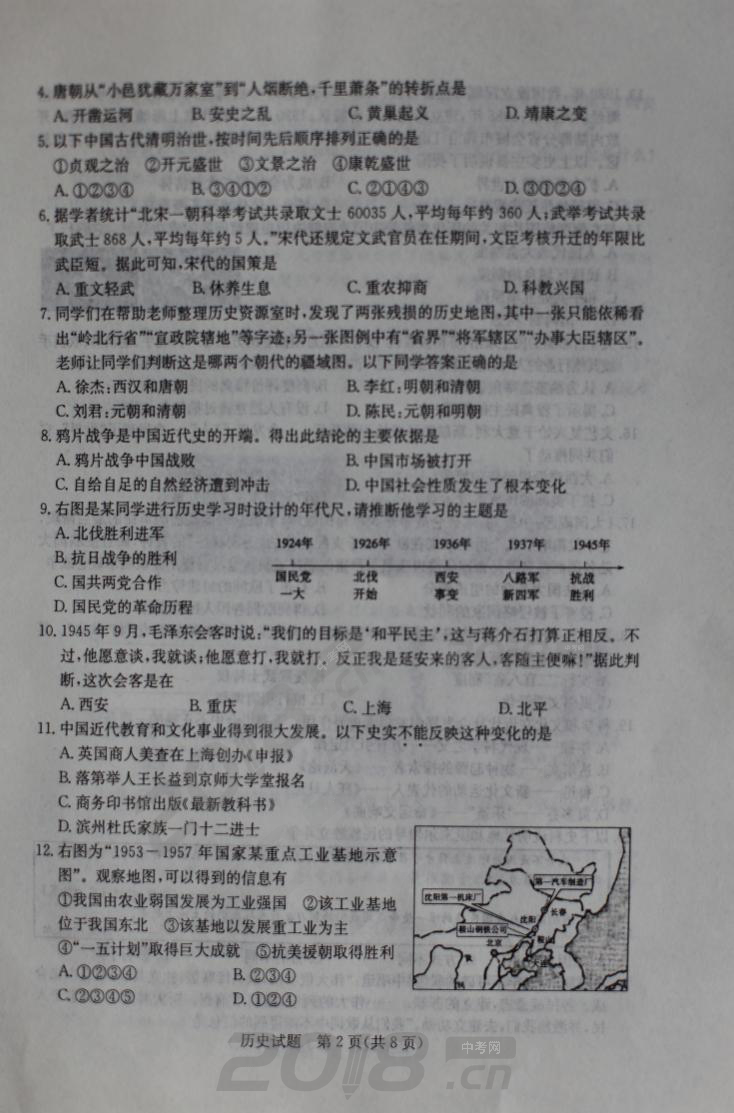 4. 唐朝从“小邑犹藏万家室”到“人烟断绝，千里萧条”的转折点是
A. 开凿运河 B. 安史之乱 C. 黄巢起义 D. 靖康之变
5. 以下中国古代清明治世，按时间先后顺序排列正确的是
①贞观之治 ②开元盛世 ③文景之治 ④康乾盛世
A. ①②③④ B. ③④①② C. ②①④③ D. ③①②④
6. 据学者统计“北宋一朝科举考试共录取文士 60035 人，平均每年约 360 人；武举考试共录
取武士 868 人，平均每年约 5 人。”宋代还规定文武官员在任期间，文臣考核升迁的年限比
武臣短。据此可知，宋代的国策是
A. 重文轻武 B. 休养生息 C. 重农抑商 D. 科教兴国
7. 同学们在帮助老师整理历史资源室时，发现了两张残损的历史地图，其中一张只能依稀看
出“岭北行省”“宣政院辖地”等字迹；另一张图例中有“省界”“将军辖区”“办事大臣辖区”。
老师让同学们判断这是哪两个朝代的疆域图。以下同学答案正确的是
A. 徐杰：西汉和唐朝 B. 李红：明朝和清朝
C. 刘君：元朝和清朝 D. 陈民：元朝和明朝
8. 鸦片战争是中国近代史的开端。得出此结论的主要依据是
A. 鸦片战争中国战败 B. 中国市场被打开
C. 自给自足的自然经济遭到冲击 D. 中国社会性质发生了根本变化
9. 右图是某同学进行历史学习时设计的年代尺，请推断他学习的主题是
A. 北伐胜利进军
B. 抗日战争的胜利
C. 国共两党合作
D. 国民党的革命历程
1924年 1926年 1936年 1937年 1945年
国民党 北伐 西安 八路军 抗战
一大 开始 事变 新四军 胜利
10. 1945 年 9 月，毛泽东会客时说：“我们的目标是‘和平民主’，这与蒋介石打算正相反。不
过，他愿意谈，我就谈；他愿意打，我就打。反正我是延安来的客人，客随主便嘛！”据此判
断，这次会客是在
A. 西安 B. 重庆 C. 上海 D. 北平
11. 中国近代教育和文化事业得到很大发展。以下史实不能反映这种变化的是
A. 英国商人美查在上海创办《申报》
B. 落第举人王长益到京师大学堂报名
C. 商务印书馆出版《最新教科书》
D. 滨州杜氏家族一门十二进士
12. 右图为“1953－1957 年国家某重点工业基地示意
图”。观察地图，可以得到的信息有
①我国由农业弱国发展为工业强国 ②该工业基地
位于我国东北 ③该基地以发展重工业为主
④“一五计划”取得巨大成就 ⑤抗美援朝取得胜利
A. ①②③④ B. ②③④
C. ②③④⑤ D. ①②④
第一汽车制造厂
沈阳第一机床厂
长春
沈阳
鞍山钢铁公司
鞍山
北京
大连
历史试题 第 2 页（共 8 页）
中考网
2018.cn